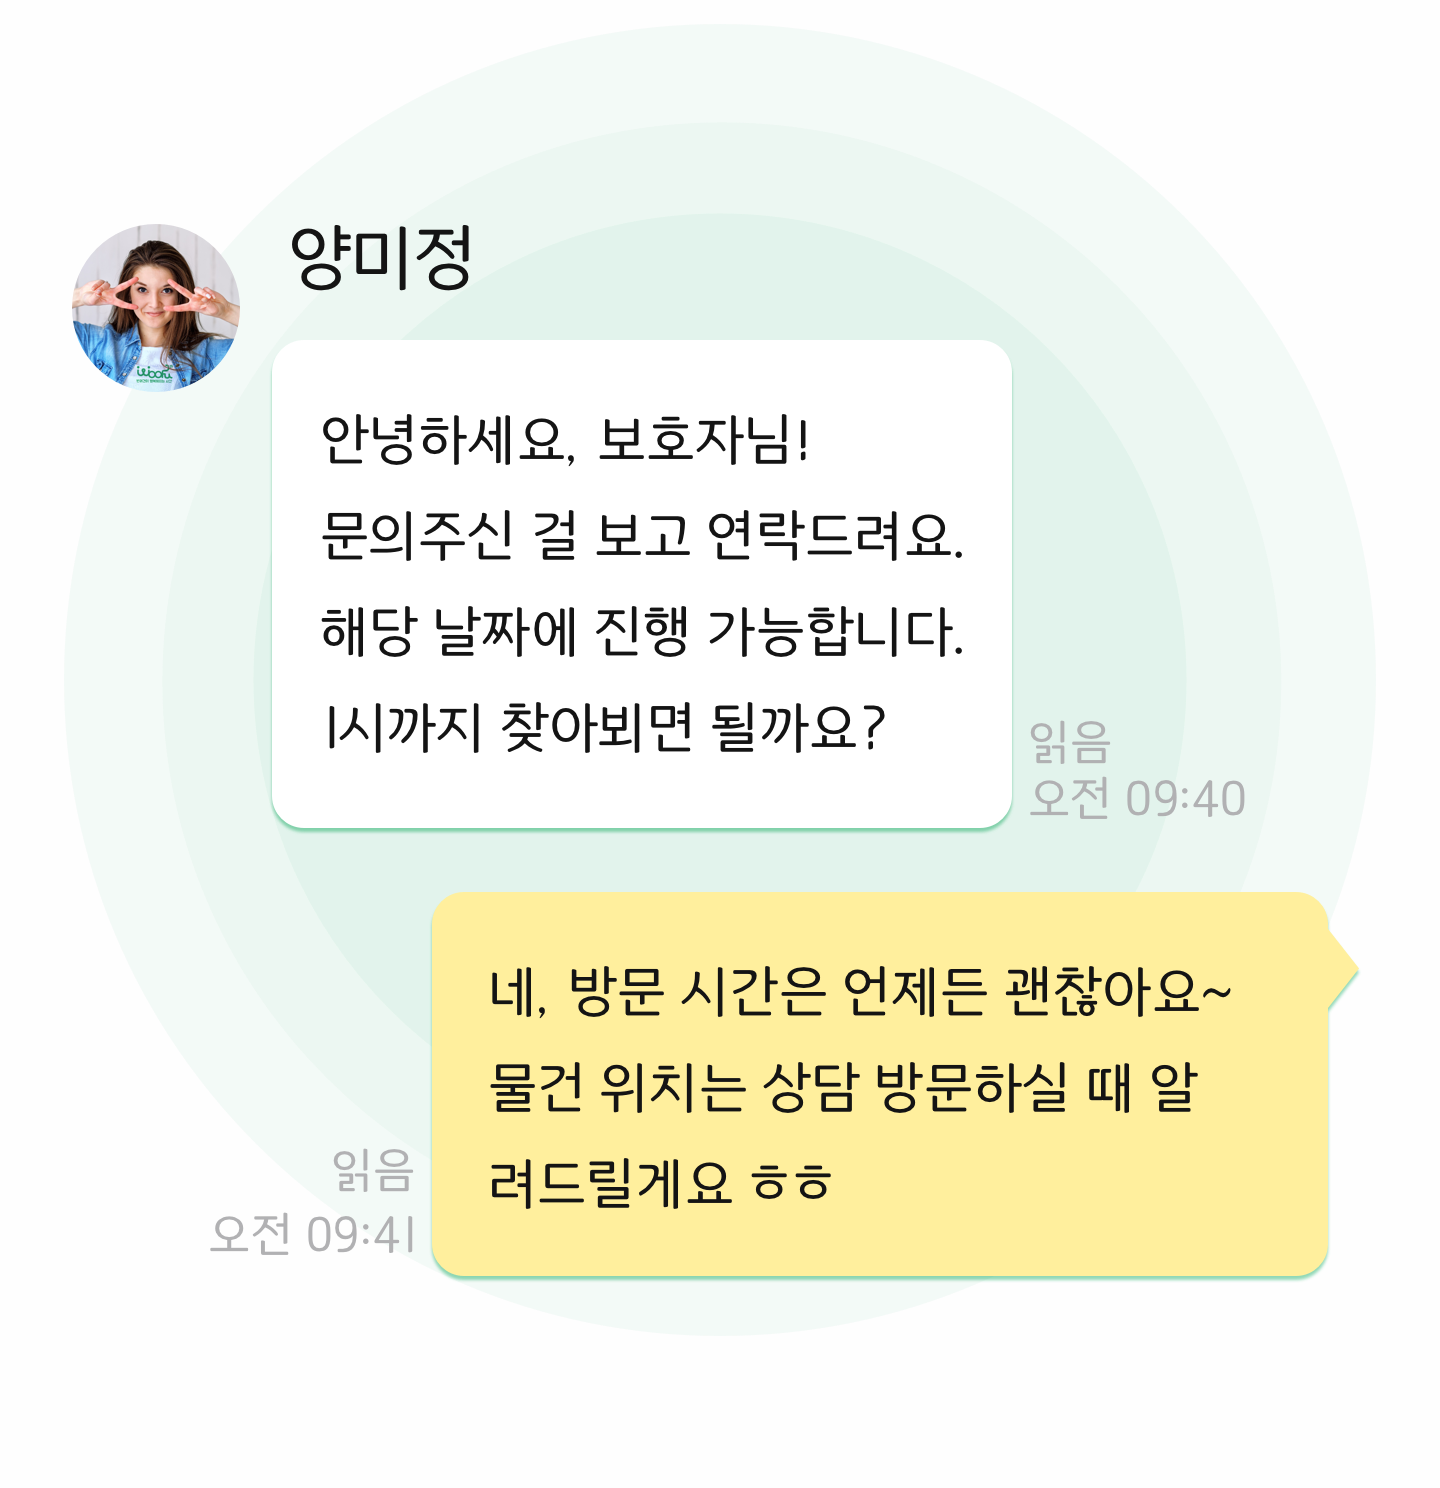 양미정
안녕하세요, 보호자님!
문의주신 걸 보고 연락드려요.
해당 날짜에 진행 가능합니다.
1시까지 찾아뵈면 될까요?
읽음
오전 09:40
네, 방문 시간은 언제든 괜찮아요~
물건 위치는 상담 방문하실 때 알
려드릴게요 ㅎㅎ
읽음
오전 09:41